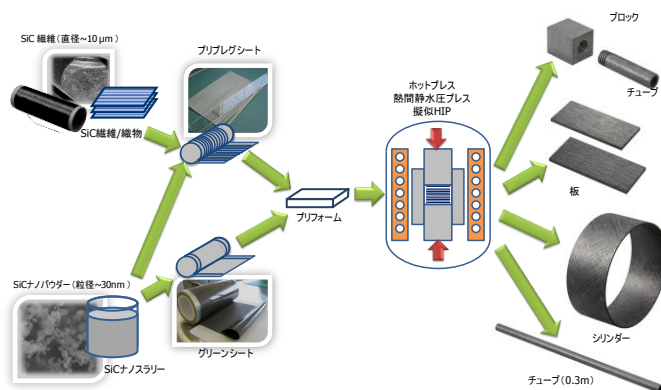 SiC 繊維（直径~10 μm）
SiC繊維/織物
プリプレグシート
SiCナノパウダー（粒径~30nm）
SiCナノスラリー
グリーンシート
プリフォーム
ホットプレス
熱間静水圧プレス
擬似HIP
ブロック
チューブ
板
シリンダー
チューブ（0.3m）